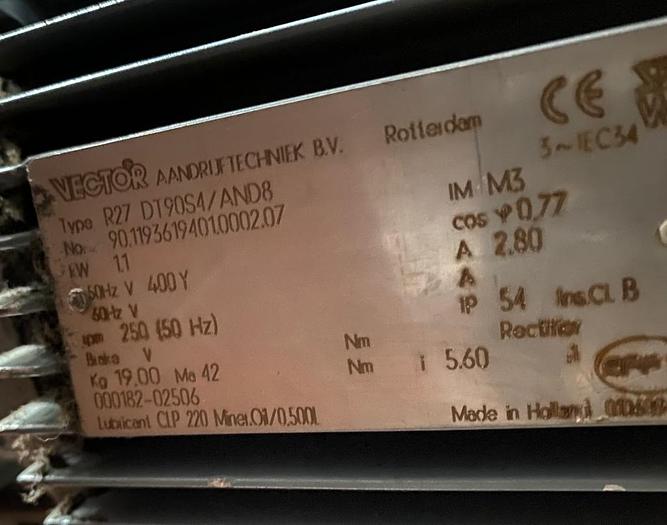 VECTOR AANDRIJFTECHNIEK B.V. Rotterdam CE
3~IEC34
Type R27 DT90S4/AND8 IM M3
No. 90.1193619401.0002.07 cos φ 0,77
KW 1.1 A 2.80
50Hz V 400 Y A
60Hz V IP 54 Ins.Cl. B
rpm 250 (50 Hz) Rectifier
Brake V Nm
Kg 19.00 Ma 42 Nm i 5.60
000182-02506
Lubricant CLP 220 Miner.Oil/0,500L Made in Holland